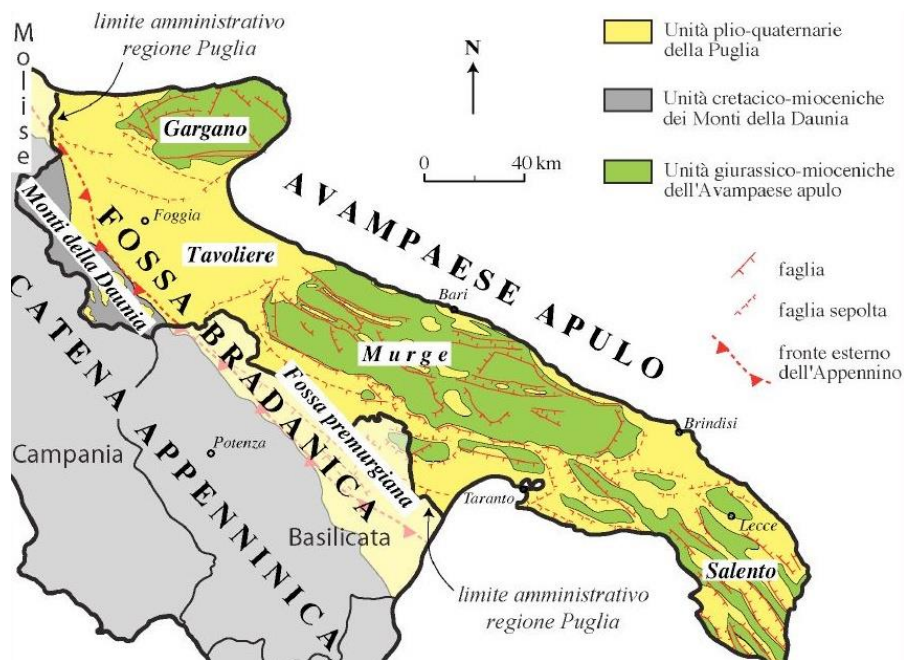 Molise
limite amministrativo
regione Puglia
N
0 40 km
Unità plio-quaternarie
della Puglia
Unità cretacico-mioceniche
dei Monti della Daunia
Unità giurassico-mioceniche
dell'Avampaese apulo
faglia
faglia sepolta
fronte esterno
dell'Appennino
Gargano
AVAMPAESE APULO
Monti della Daunia
Foggia
FOSSA BRADANICA
Tavoliere
Bari
CATENA APPENNINICA
Murge
Fossa premurgiana
Brindisi
Potenza
Campania
Taranto
Lecce
Basilicata
Salento
limite amministrativo
regione Puglia